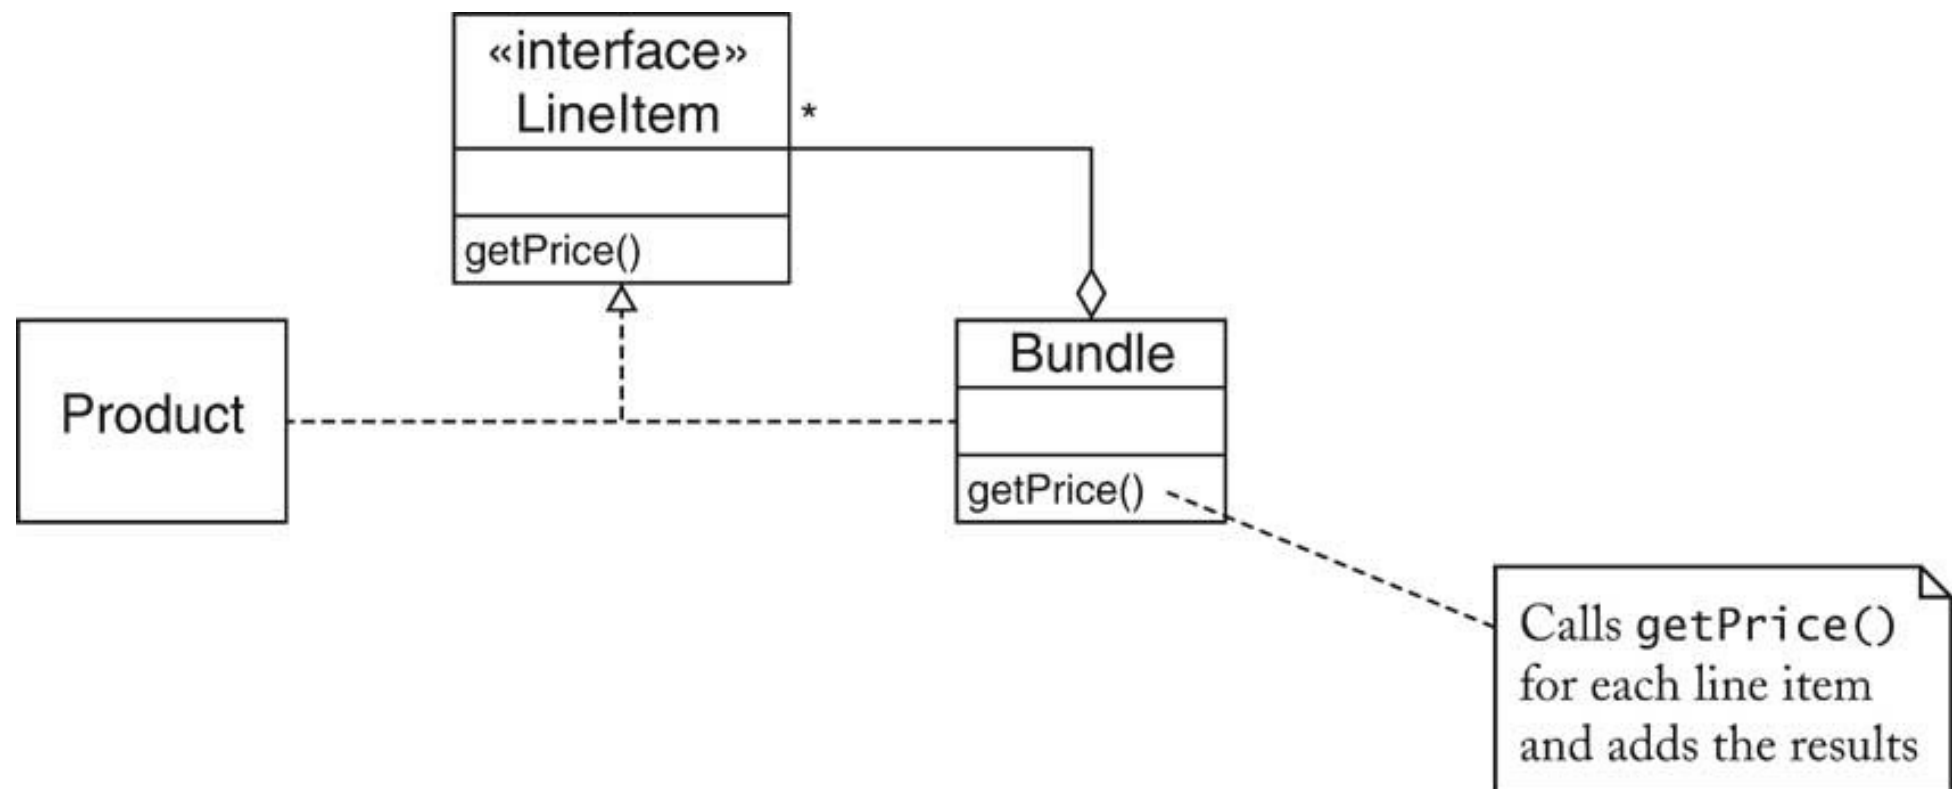 «interface»
LineItem
*
getPrice()
Product
Bundle
getPrice()
Calls getPrice()
for each line item
and adds the results